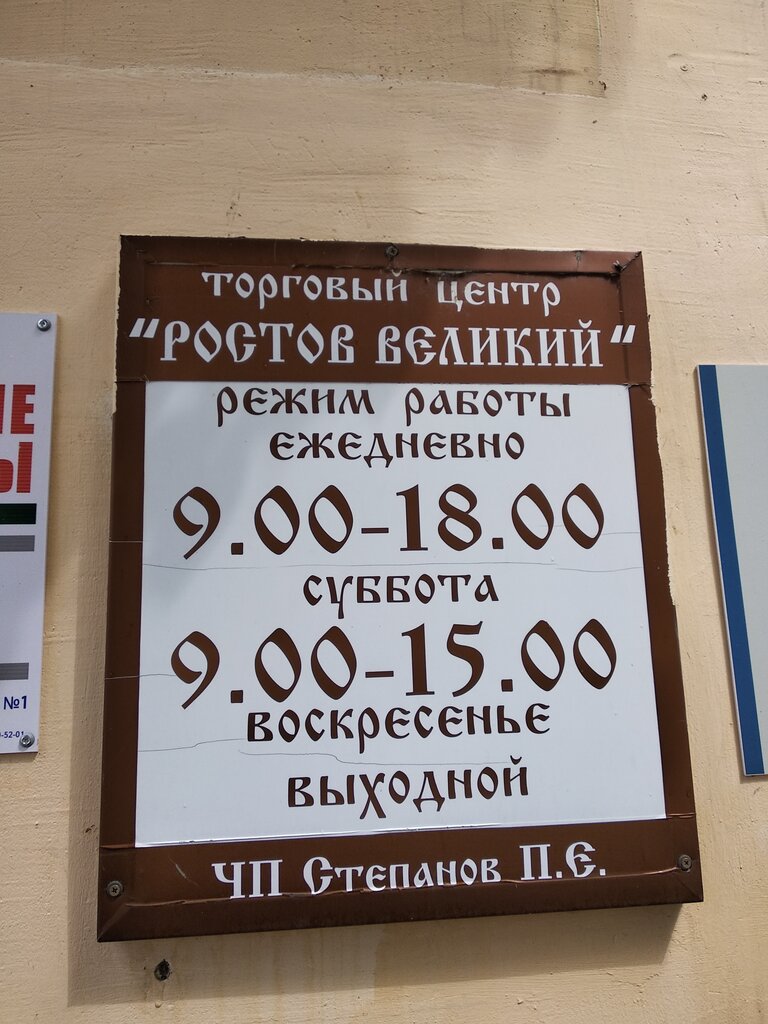 торговый центр
"РОСТОВ ВЕЛИКИЙ"
режим работы
ежедневно
9.00-18.00
суббота
9.00-15.00
воскресенье
выходной
ЧП Степанов П.Е.
№1